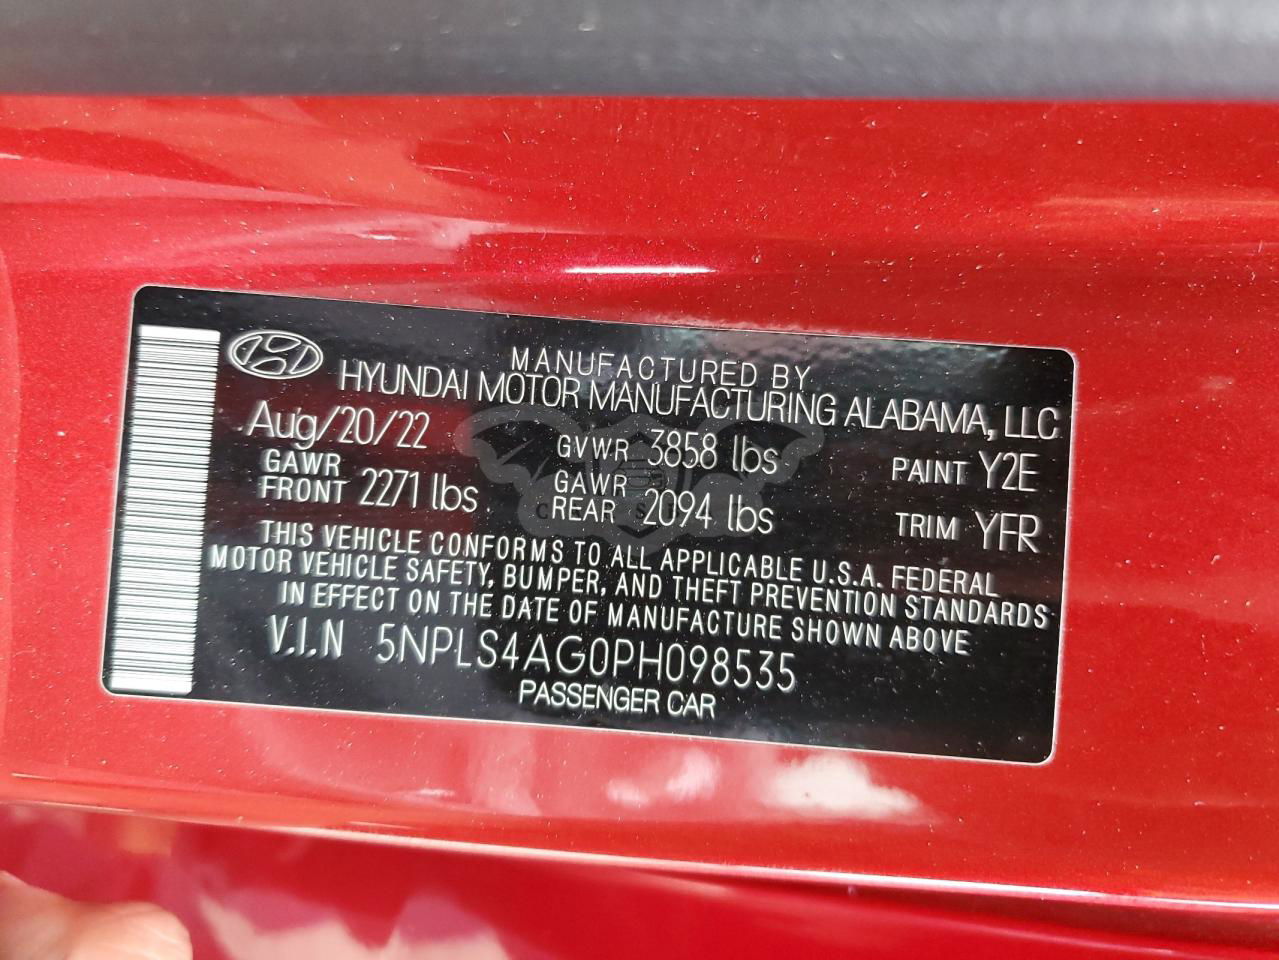 MANUFACTURED BY
HYUNDAI MOTOR MANUFACTURING ALABAMA, LLC
Aug/20/22 GVWR 3858 lbs PAINT Y2E
GAWR FRONT 2271 lbs GAWR REAR 2094 lbs TRIM YFR
THIS VEHICLE CONFORMS TO ALL APPLICABLE U.S.A. FEDERAL
MOTOR VEHICLE SAFETY, BUMPER, AND THEFT PREVENTION STANDARDS
IN EFFECT ON THE DATE OF MANUFACTURE SHOWN ABOVE
V.I.N 5NPLS4AG0PH098535
PASSENGER CAR